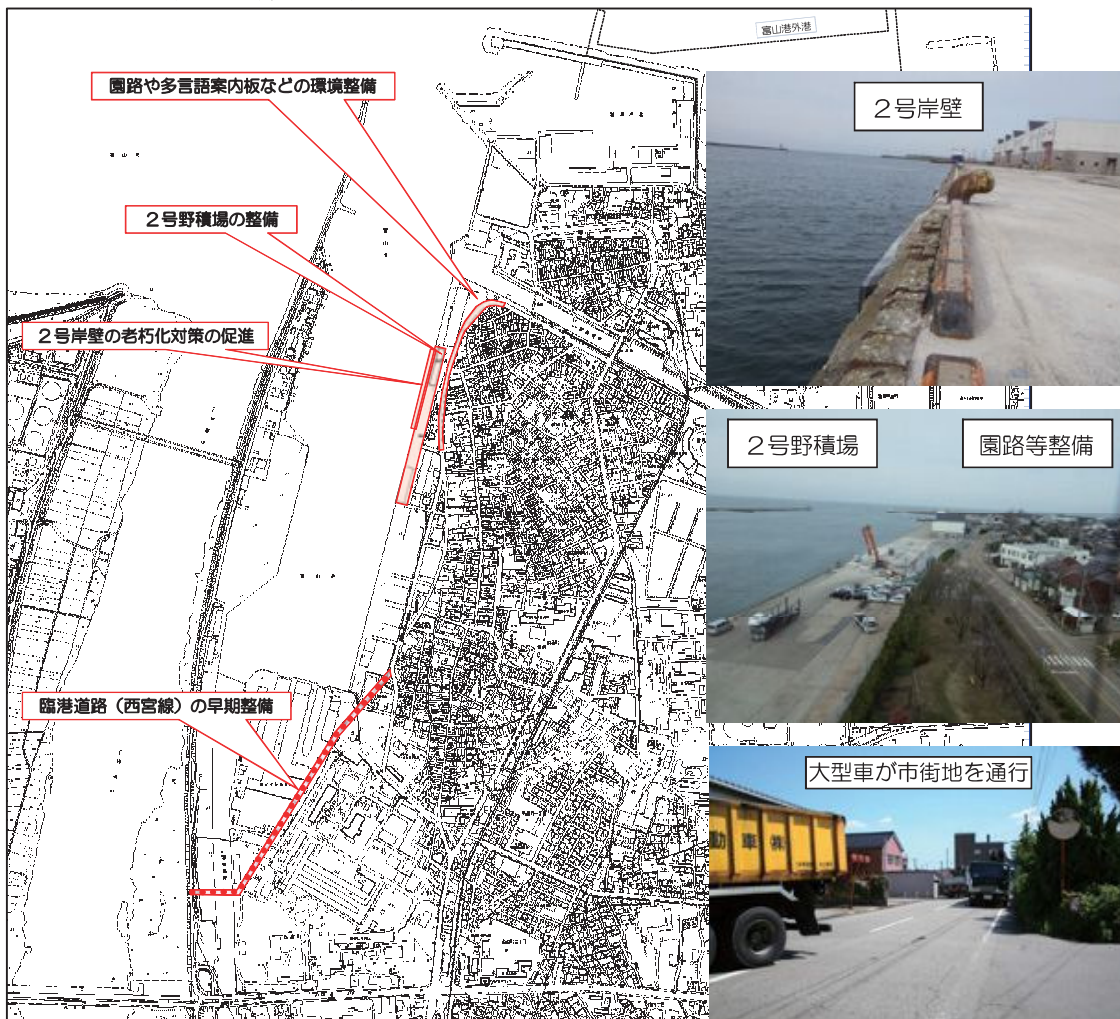 富山港外港
園路や多言語案内板などの環境整備
2号岸壁
2号野積場の整備
2号岸壁の老朽化対策の促進
2号野積場
園路等整備
臨港道路(西宮線)の早期整備
大型車が市街地を通行
動車㈱